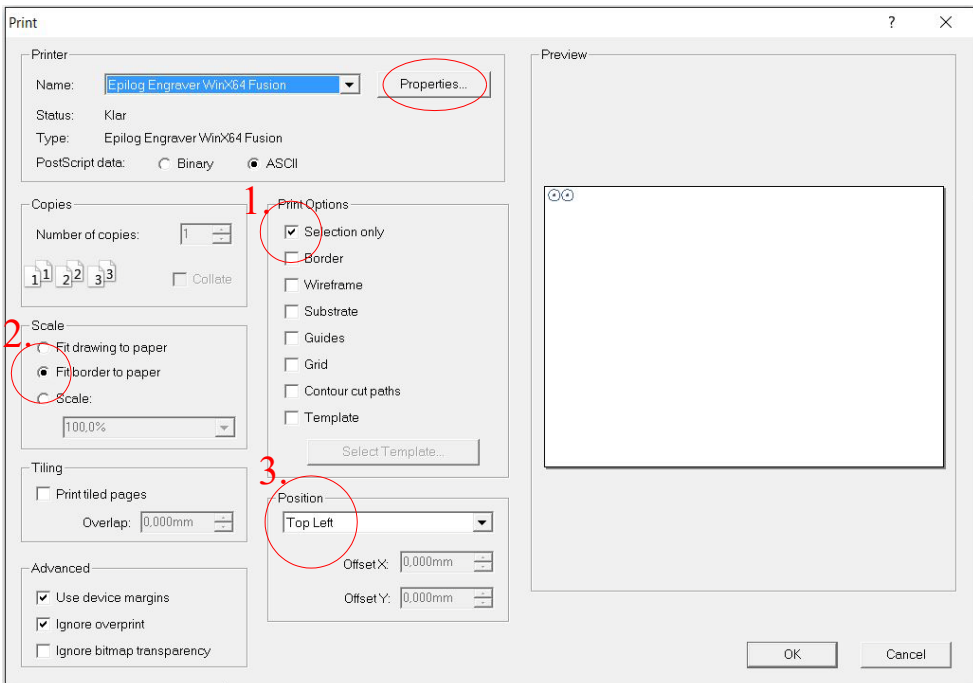 Print
Printer
Name: Epilog Engraver WinX64 Fusion Properties...
Status: Klar
Type: Epilog Engraver WinX64 Fusion
PostScript data: Binary ASCII
Copies
Number of copies: 1
1 1 2 2 3 3
Collate
2.
Scale
Fit drawing to paper
Fit border to paper
Scale:
100,0%
Tiling
Print tiled pages
Overlap: 0,000mm
Advanced
Use device margins
Ignore overprint
Ignore bitmap transparency
1.
Print Options
Selection only
Border
Wireframe
Substrate
Guides
Grid
Contour cut paths
Template
Select Template...
3.
Position
Top Left
Offset X: 0,000mm
Offset Y: 0,000mm
Preview
OK
Cancel